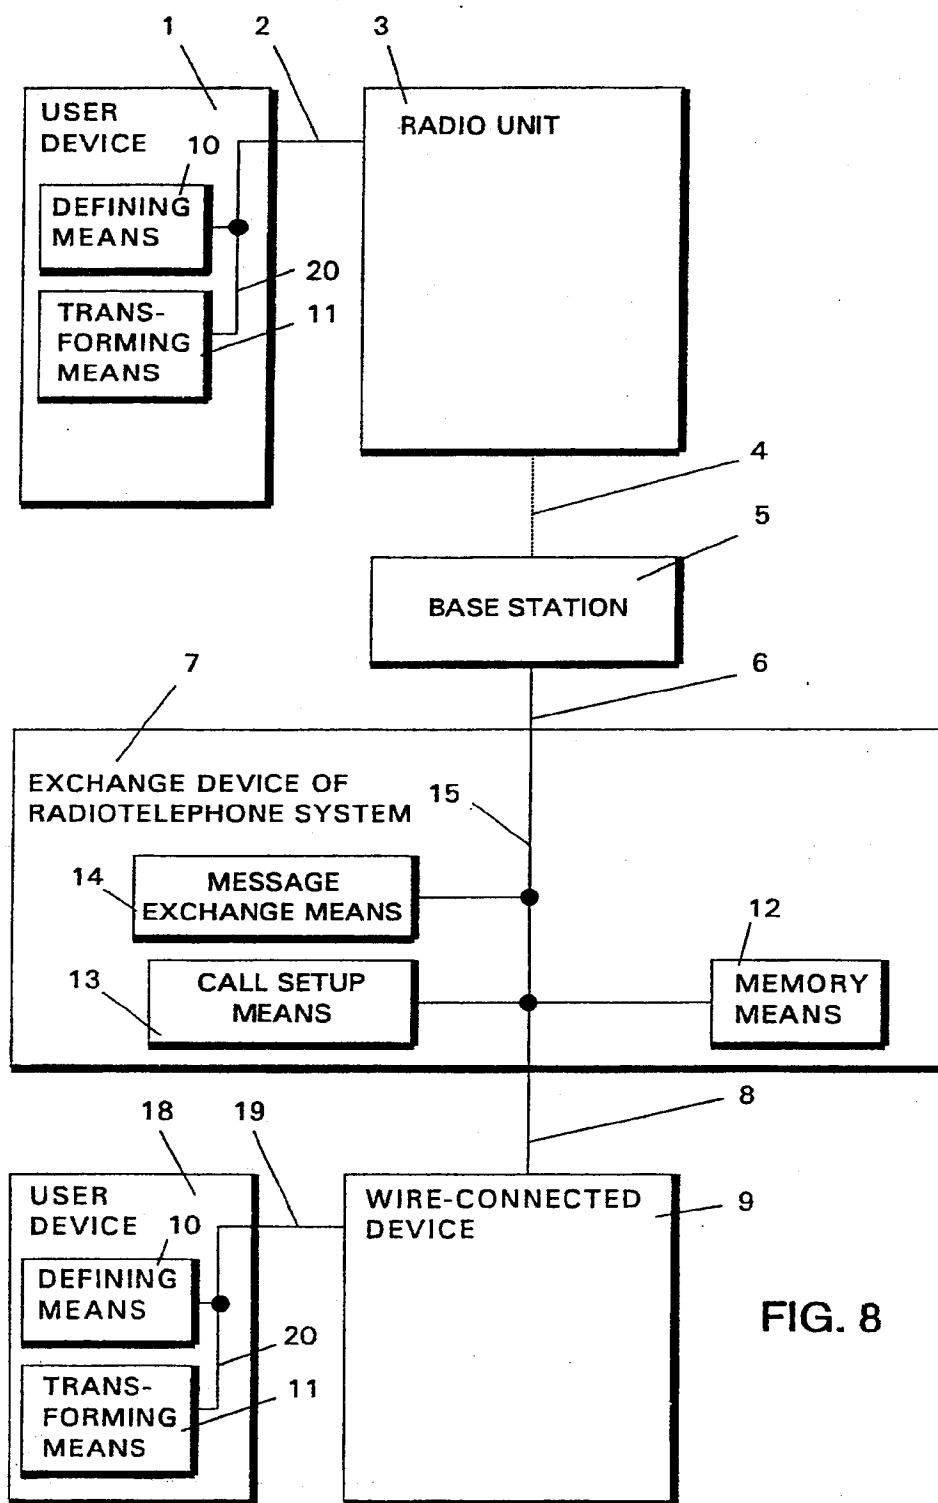 1 2 3
USER
DEVICE
10
DEFINING
MEANS
20
TRANS-
FORMING
MEANS
11
RADIO UNIT
4
5
BASE STATION
6
7
EXCHANGE DEVICE OF
RADIOTELEPHONE SYSTEM
15
14
MESSAGE
EXCHANGE MEANS
12
13
CALL SETUP
MEANS
MEMORY
MEANS
8
18 19
USER
DEVICE
10
DEFINING
MEANS
20
TRANS-
FORMING
MEANS
11
WIRE-CONNECTED
DEVICE
9
FIG. 8